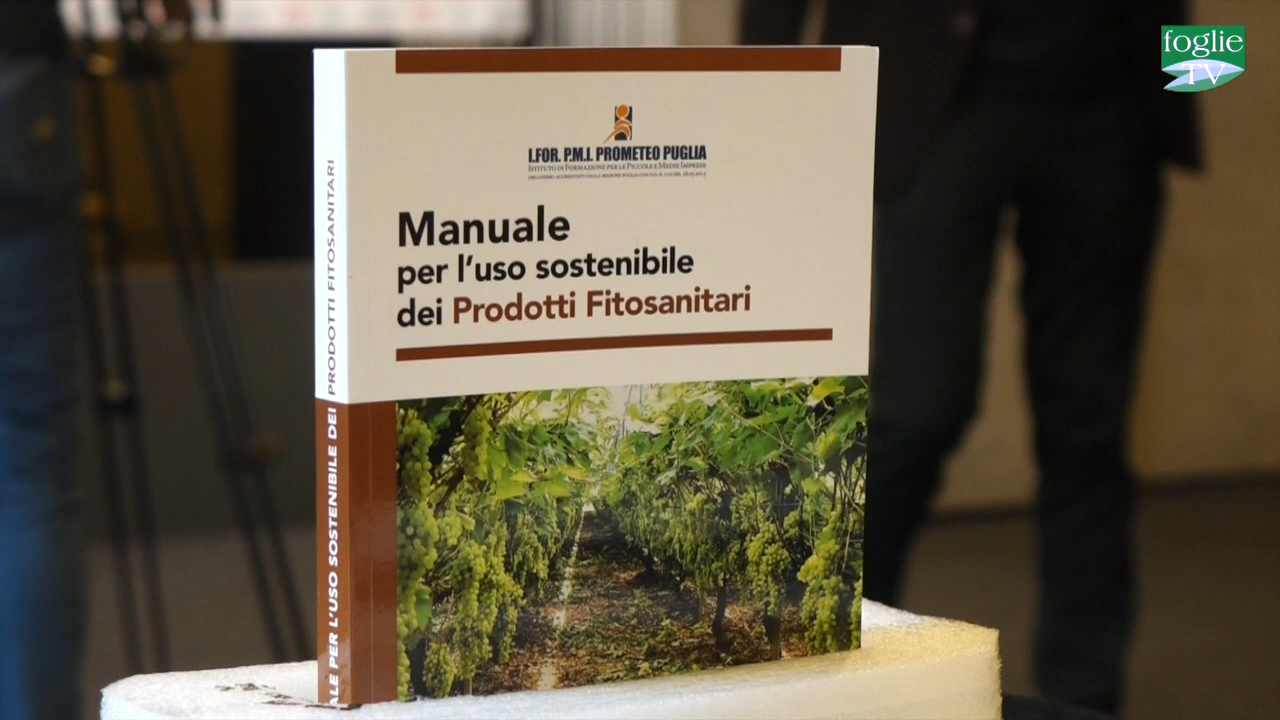 foglie
TV
I.FOR. P.M.I. PROMETEO PUGLIA
ISTITUTO DI FORMAZIONE PER LE PICCOLE E MEDIE IMPRESE
Manuale
per l'uso sostenibile
dei Prodotti Fitosanitari
ALE PER L'USO SOSTENIBILE DEI PRODOTTI FITOSANITARI